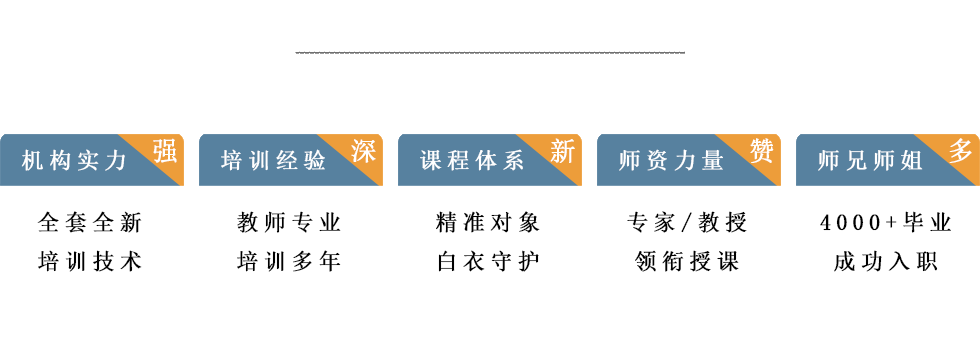 机构实力 强
全套全新
培训技术
培训经验 深
教师专业
培训多年
课程体系 新
精准对象
白衣守护
师资力量 赞
专家/教授
领衔授课
师兄师姐 多
4000+毕业
成功入职